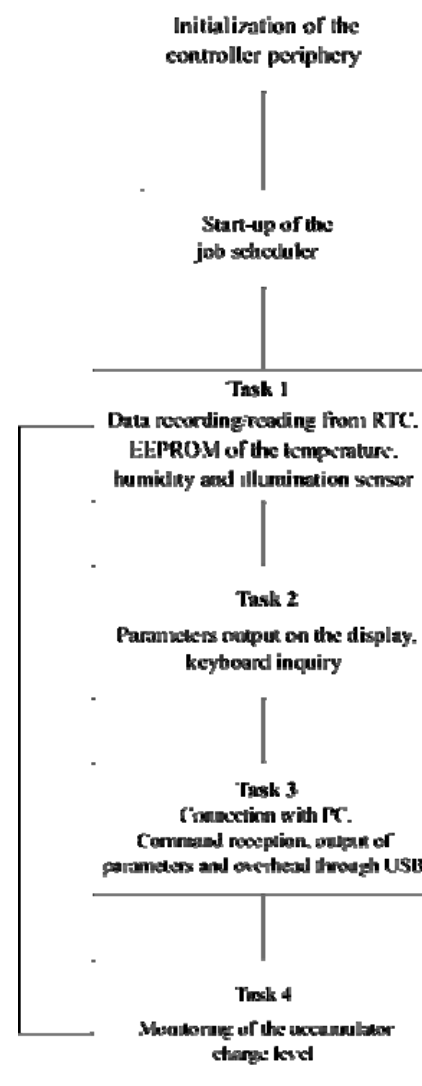 Initialization of the
controller periphery
Start-up of the
job scheduler
Task 1
Data recording/reading from RTC.
EEPROM of the temperature.
humidity and illumination sensor
Task 2
Parameters output on the display,
keyboard inquiry
Task 3
Connection with PC.
Command reception, output of
parameters and overhead through USB
Task 4
Monitoring of the accumulator
charge level